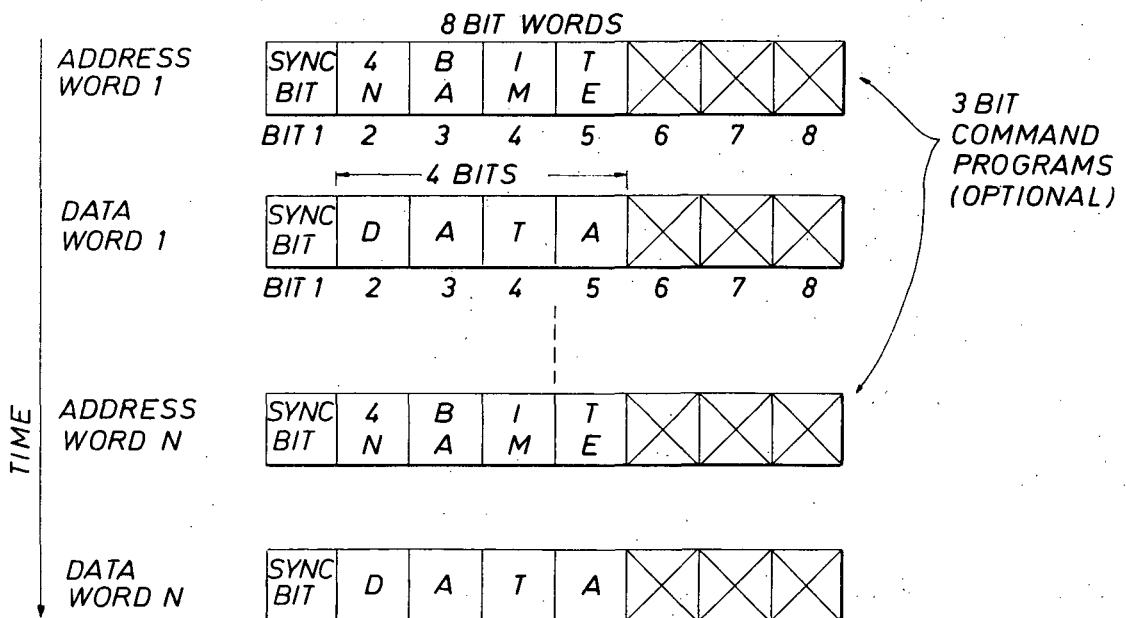 8 BIT WORDS
ADDRESS
WORD 1
SYNC
BIT
4 B I T
N A M E
BIT 1 2 3 4 5 6 7 8
3 BIT
COMMAND
PROGRAMS
(OPTIONAL)
4 BITS
DATA
WORD 1
SYNC
BIT
D A T A
BIT 1 2 3 4 5 6 7 8
TIME
ADDRESS
WORD N
SYNC
BIT
4 B I T
N A M E
DATA
WORD N
SYNC
BIT
D A T A